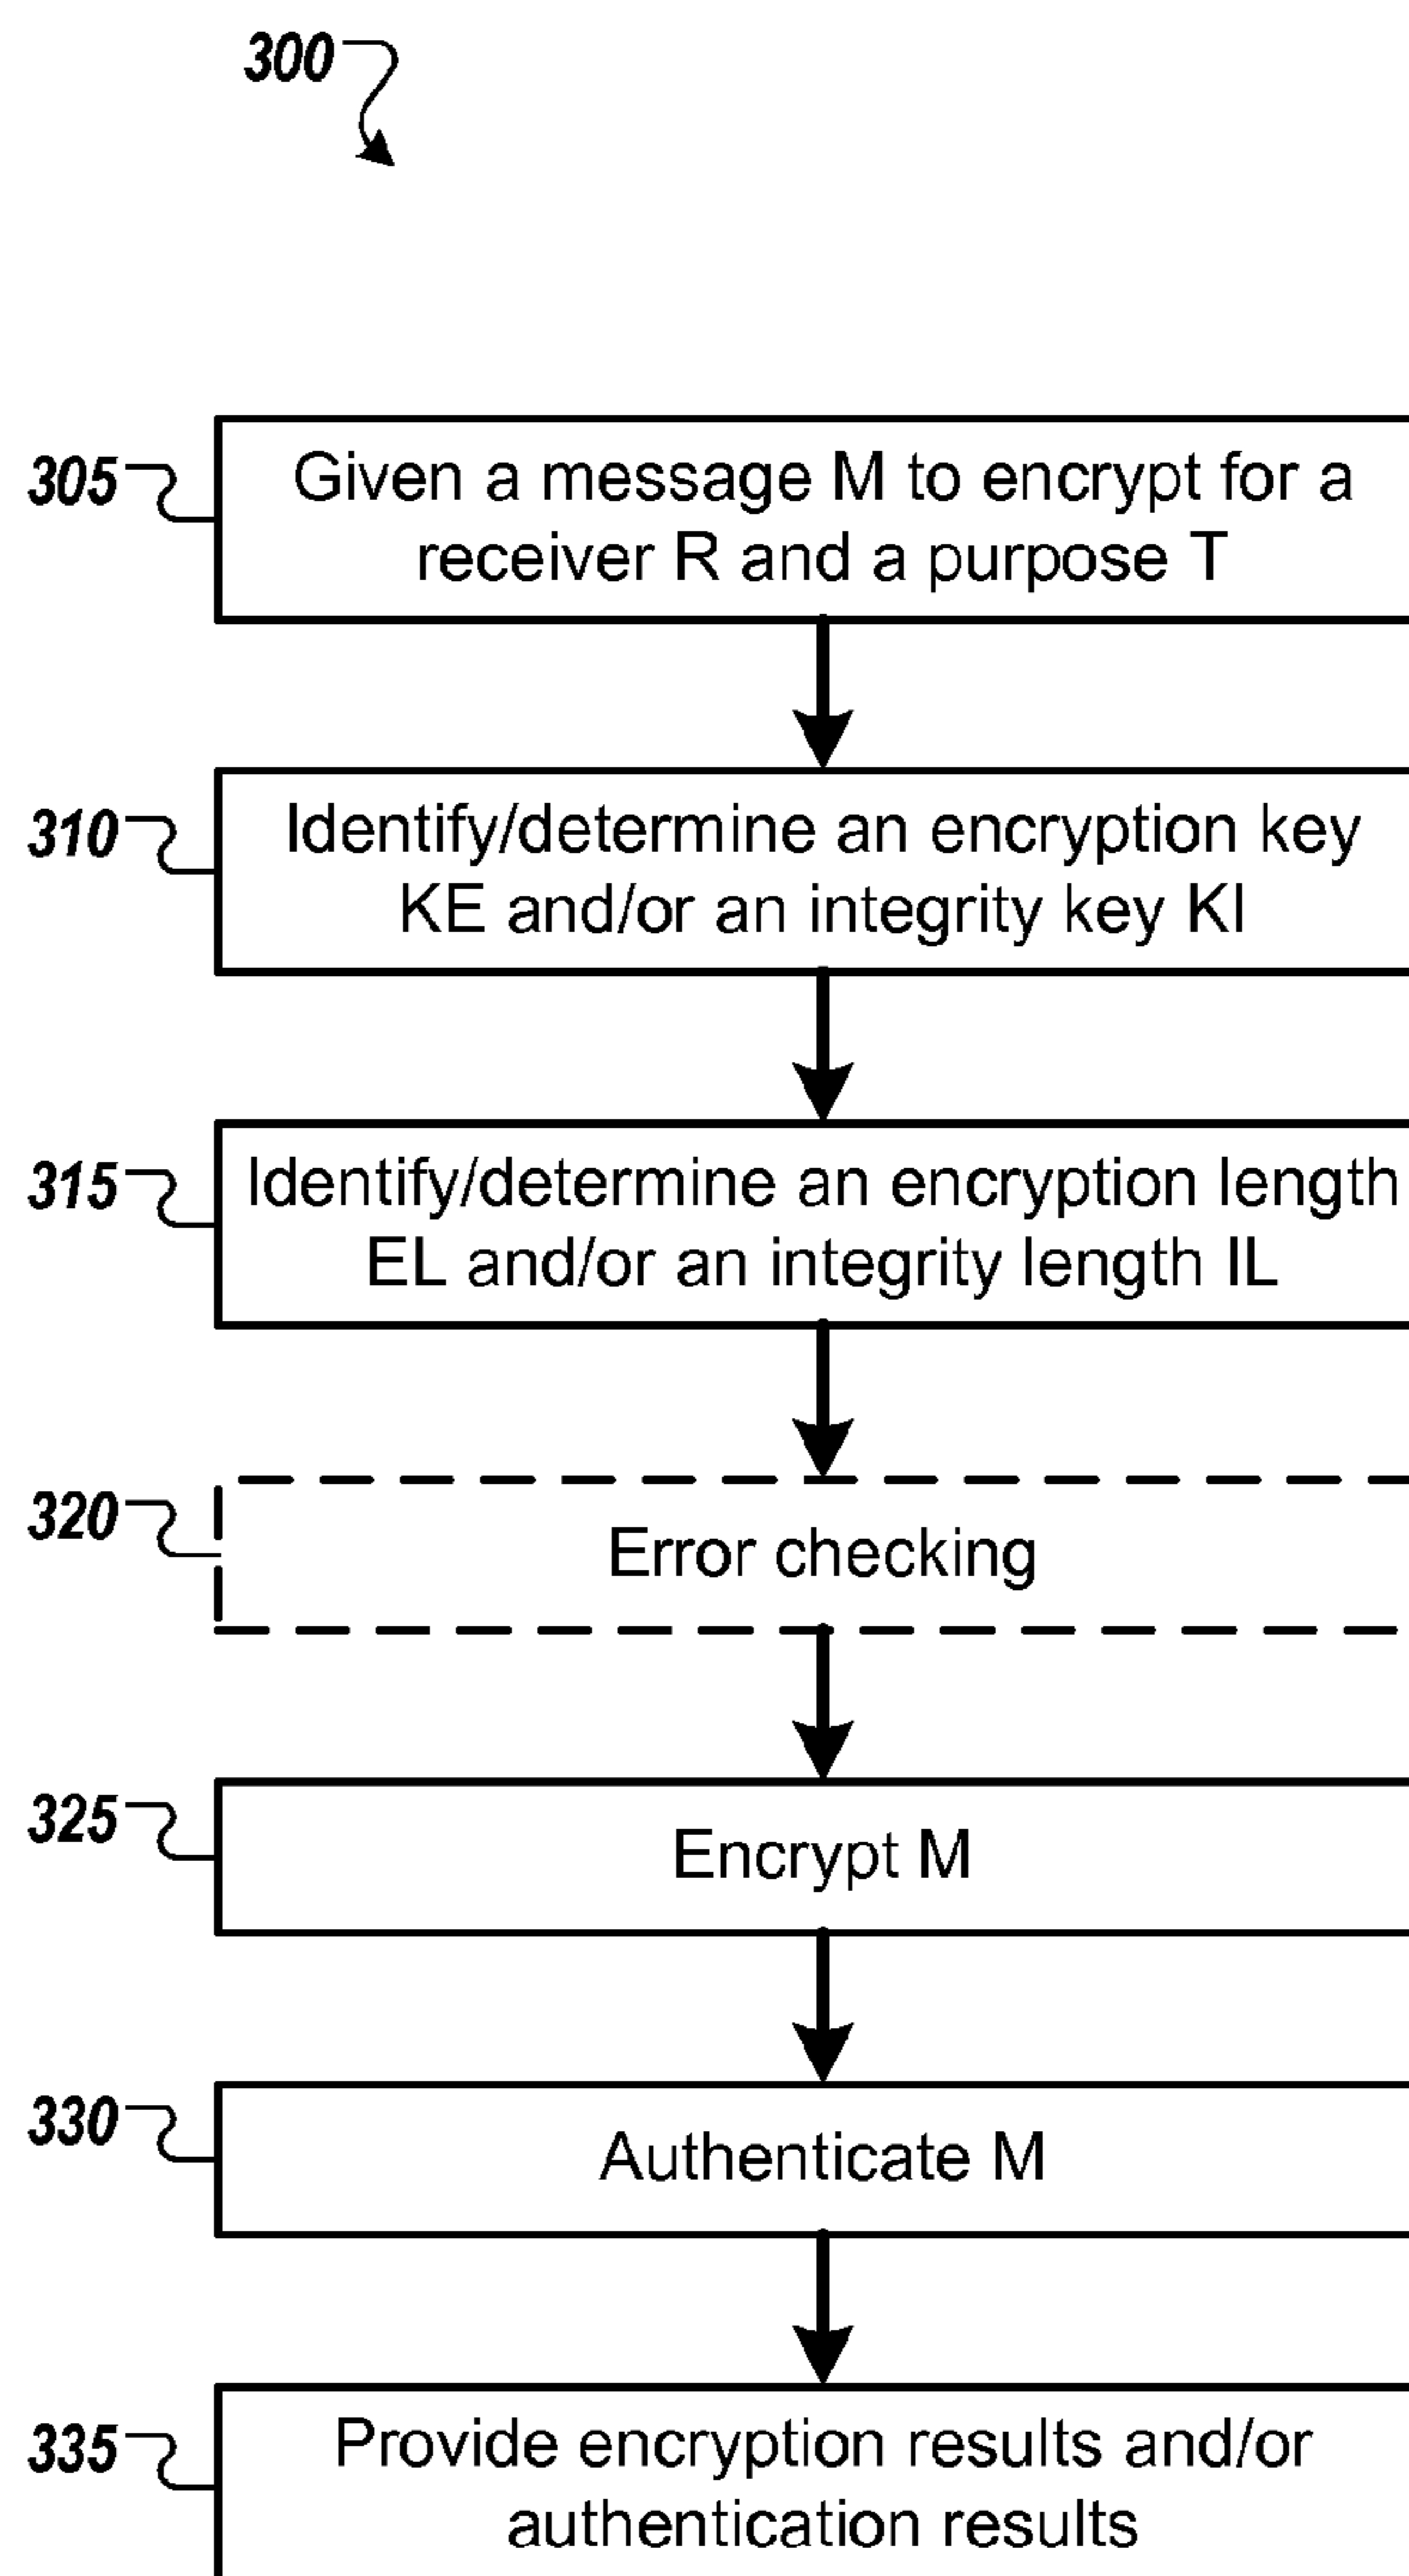 300
305
Given a message M to encrypt for a
receiver R and a purpose T
310
Identify/determine an encryption key
KE and/or an integrity key KI
315
Identify/determine an encryption length
EL and/or an integrity length IL
320
Error checking
325
Encrypt M
330
Authenticate M
335
Provide encryption results and/or
authentication results